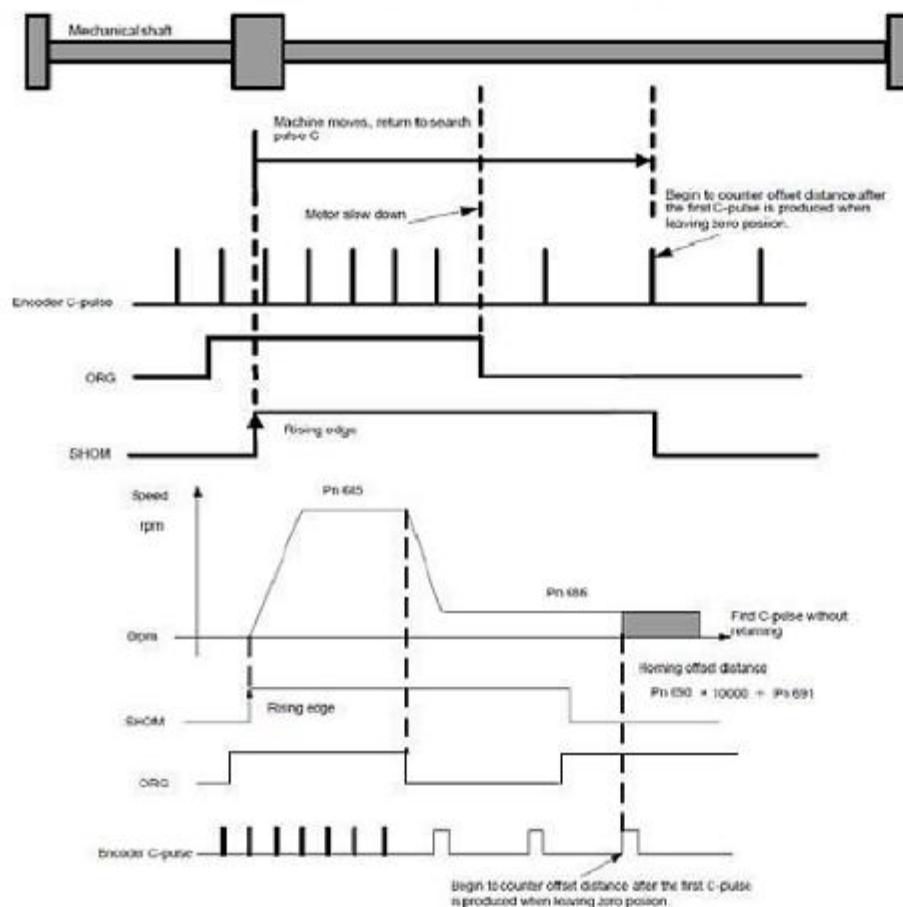 Mechanical shaft
Machine moves, return to search
pulse C
Motor slow down
Begin to counter offset distance after
the first C-pulse is produced when
leaving zero position.
Encoder C-pulse
ORG
Rising edge
SHOM
Speed
rpm
Pn 685
Pn 686
0rpm
Find C-pulse without
returning
Homing offset distance
Pn 690 × 10000 + Pn 691
Rising edge
SHOM
ORG
Encoder C-pulse
Begin to counter offset distance after the first C-pulse
is produced when leaving zero position.